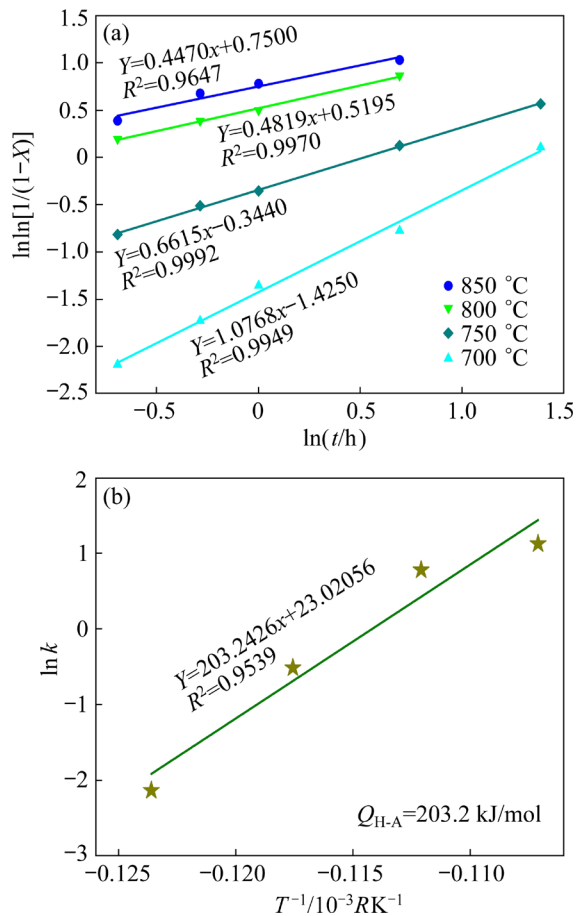 (a)
Y=0.4470x+0.7500
R²=0.9647
Y=0.4819x+0.5195
R²=0.9970
Y=0.6615x−0.3440
R²=0.9992
Y=1.0768x−1.4250
R²=0.9949
850 °C
800 °C
750 °C
700 °C
1.5
1.0
0.5
0
−0.5
−1.0
−1.5
−2.0
−2.5
lnln[1/(1−X)]
−0.5 0 0.5 1.0 1.5
ln(t/h)
(b)
Y=203.2426x+23.02056
R²=0.9539
Q_H-A=203.2 kJ/mol
2
1
0
−1
−2
−3
ln k
−0.125 −0.120 −0.115 −0.110
T⁻¹/10⁻³RK⁻¹